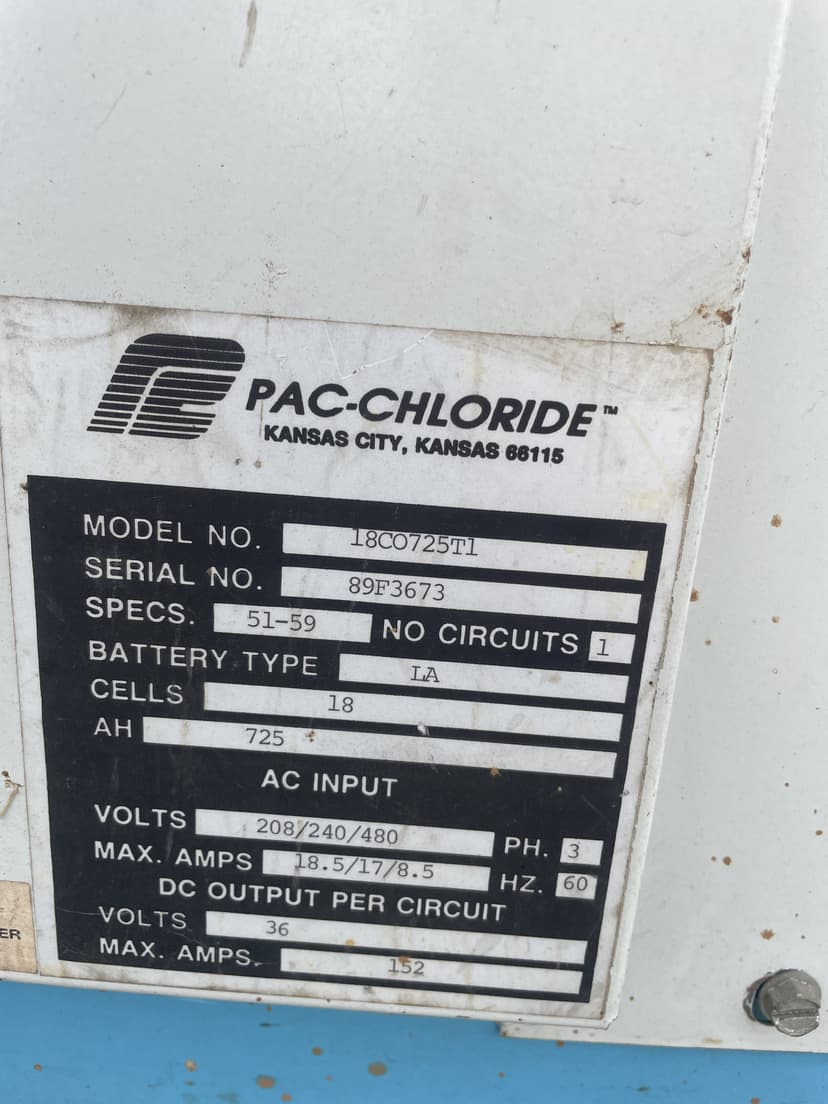 PAC-CHLORIDE™
KANSAS CITY, KANSAS 66115
MODEL NO. 18CO725T1
SERIAL NO. 89F3673
SPECS. 51-59 NO CIRCUITS 1
BATTERY TYPE LA
CELLS 18
AH 725
AC INPUT
VOLTS 208/240/480 PH. 3
MAX. AMPS 18.5/17/8.5 HZ. 60
DC OUTPUT PER CIRCUIT
VOLTS 36
MAX. AMPS. 152
ER